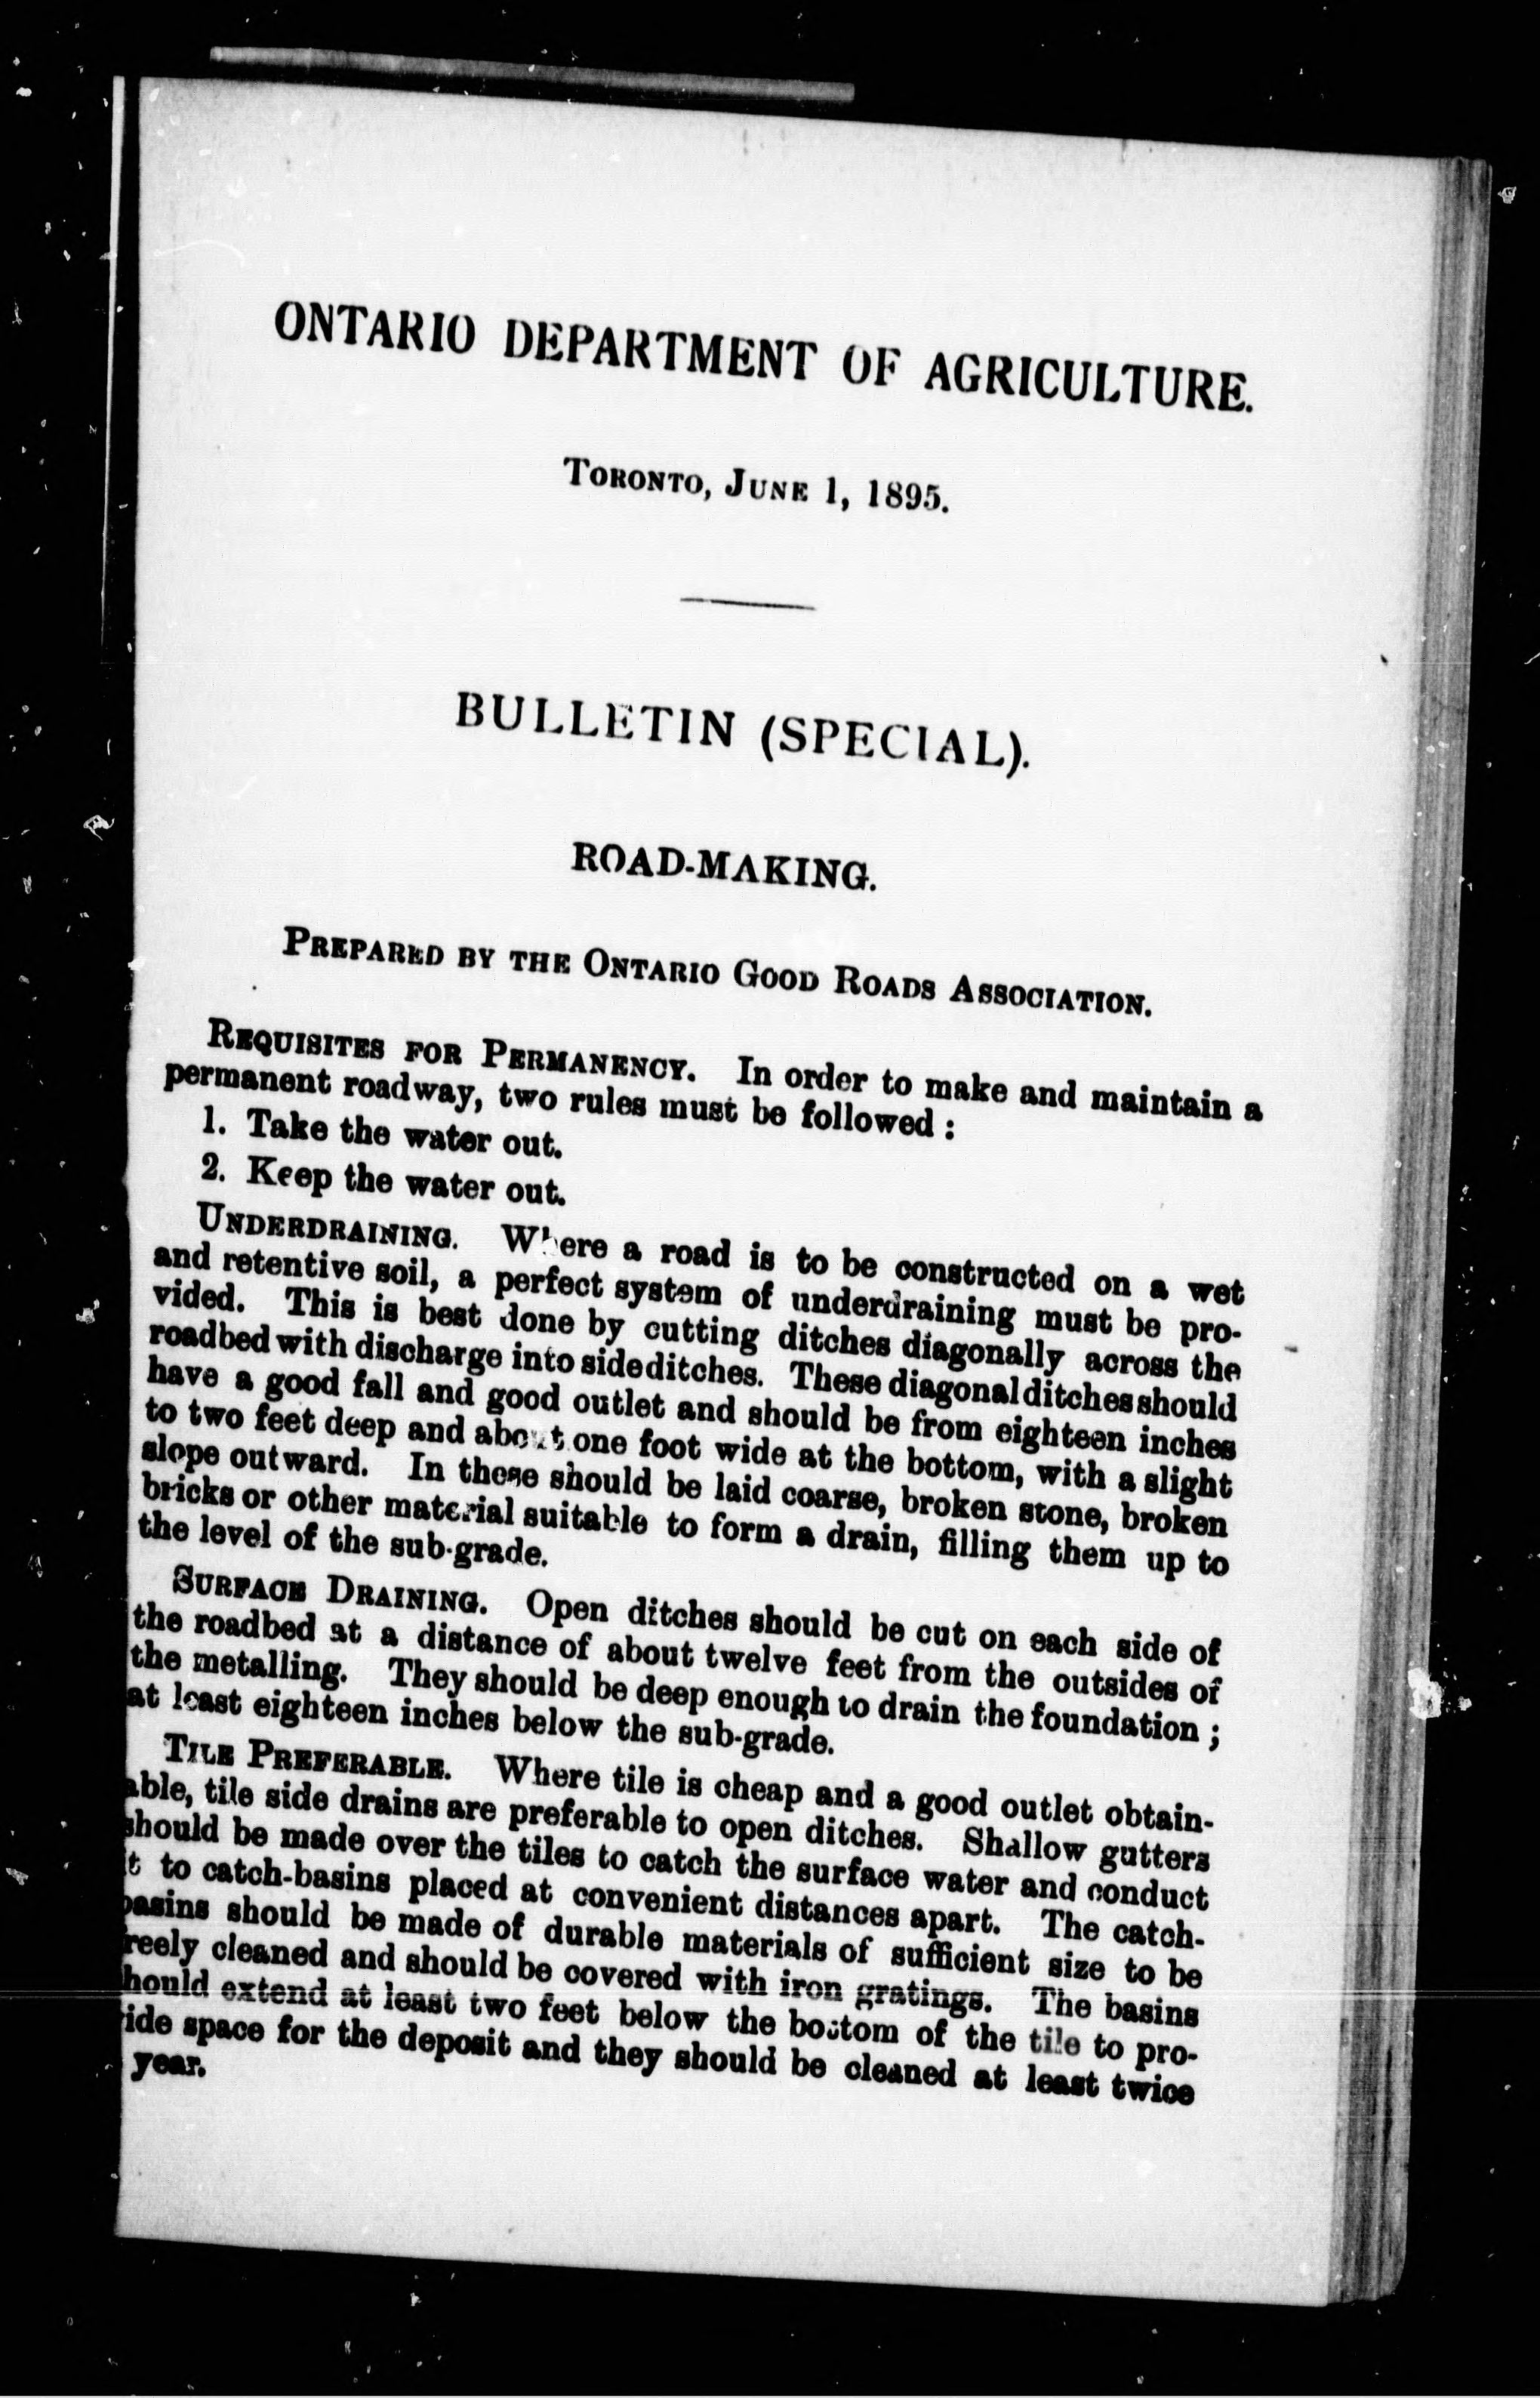 ONTARIO DEPARTMENT OF AGRICULTURE.
TORONTO, JUNE 1, 1895.
BULLETIN (SPECIAL).
ROAD-MAKING.
PREPARED BY THE ONTARIO GOOD ROADS ASSOCIATION.
REQUISITES FOR PERMANENCY. In order to make and maintain a
permanent roadway, two rules must be followed :
1. Take the water out.
2. Keep the water out.
UNDERDRAINING. Where a road is to be constructed on a wet
and retentive soil, a perfect system of underdraining must be pro-
vided. This is best done by cutting ditches diagonally across the
roadbed with discharge into side ditches. These diagonal ditches should
have a good fall and good outlet and should be from eighteen inches
to two feet deep and about one foot wide at the bottom, with a slight
slope outward. In these should be laid coarse, broken stone, broken
bricks or other material suitable to form a drain, filling them up to
the level of the sub-grade.
SURFACE DRAINING. Open ditches should be cut on each side of
the roadbed at a distance of about twelve feet from the outsides of
the metalling. They should be deep enough to drain the foundation ;
at least eighteen inches below the sub-grade.
TILE PREFERABLE. Where tile is cheap and a good outlet obtain-
able, tile side drains are preferable to open ditches. Shallow gutters
should be made over the tiles to catch the surface water and conduct
it to catch-basins placed at convenient distances apart. The catch-
basins should be made of durable materials of sufficient size to be
freely cleaned and should be covered with iron gratings. The basins
should extend at least two feet below the bottom of the tile to pro-
vide space for the deposit and they should be cleaned at least twice
year.